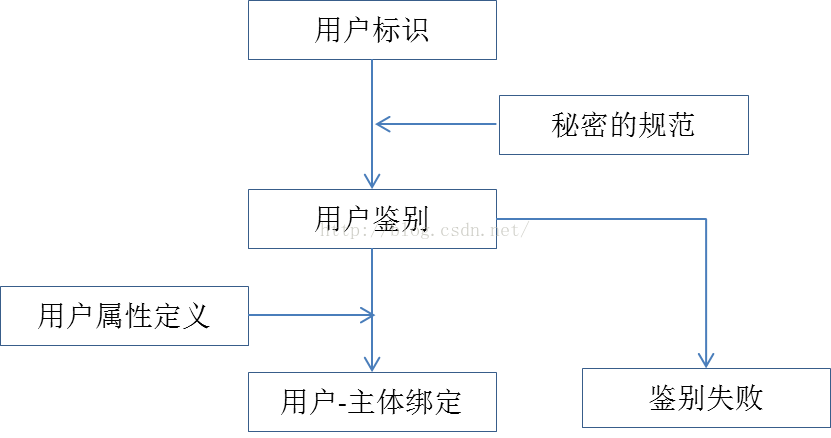 用户标识
秘密的规范
用户鉴别
http://blog.csdn.net/
用户属性定义
用户-主体绑定
鉴别失败